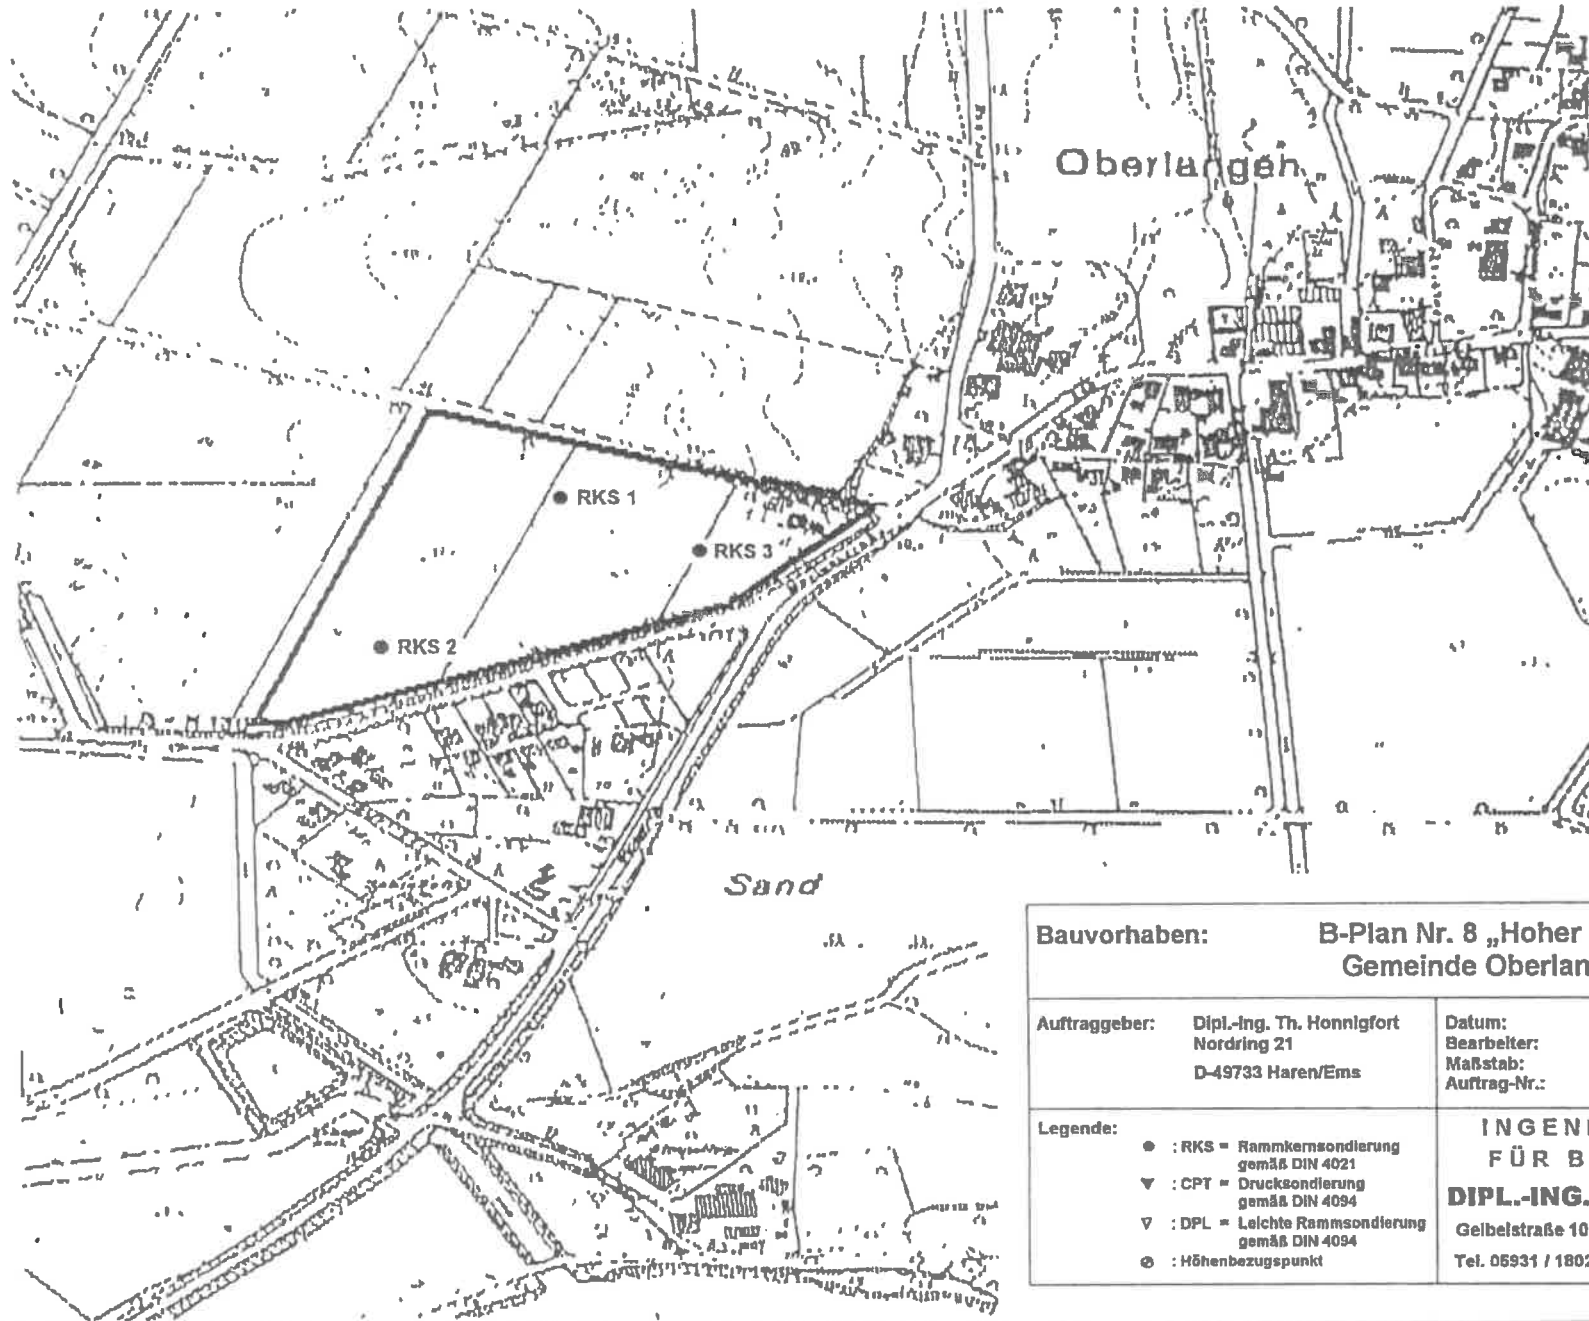 Oberlangen
RKS 1
RKS 3
RKS 2
Sand
Bauvorhaben: B-Plan Nr. 8 „Hoher
Gemeinde Oberlan
Auftraggeber: Dipl.-Ing. Th. Honnigfort
Nordring 21
D-49733 Haren/Ems
Datum:
Bearbeiter:
Maßstab:
Auftrag-Nr.:
Legende:
● : RKS = Rammkernsondierung
gemäß DIN 4021
▼ : CPT = Drucksondierung
gemäß DIN 4094
▽ : DPL = Leichte Rammsondierung
gemäß DIN 4094
: Höhenbezugspunkt
INGENI
FÜR B
DIPL.-ING.
Geibelstraße 10
Tel. 05931 / 1802